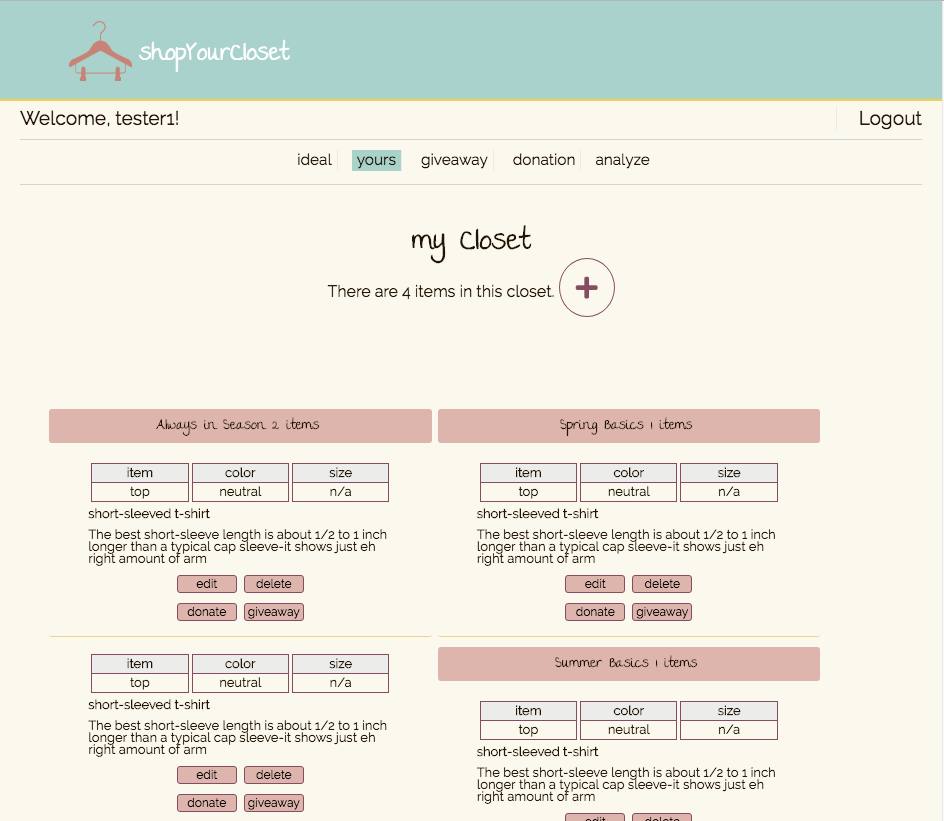 shopYourCloset
Welcome, tester1!
Logout
ideal yours giveaway donation analyze
my Closet
There are 4 items in this closet.
Always in Season 2 items
item color size
top neutral n/a
short-sleeved t-shirt
The best short-sleeve length is about 1/2 to 1 inch
longer than a typical cap sleeve-it shows just eh
right amount of arm
edit delete
donate giveaway
item color size
top neutral n/a
short-sleeved t-shirt
The best short-sleeve length is about 1/2 to 1 inch
longer than a typical cap sleeve-it shows just eh
right amount of arm
edit delete
donate giveaway
Spring Basics 1 items
item color size
top neutral n/a
short-sleeved t-shirt
The best short-sleeve length is about 1/2 to 1 inch
longer than a typical cap sleeve-it shows just eh
right amount of arm
edit delete
donate giveaway
Summer Basics 1 items
item color size
top neutral n/a
short-sleeved t-shirt
The best short-sleeve length is about 1/2 to 1 inch
longer than a typical cap sleeve-it shows just eh
right amount of arm
edit delete